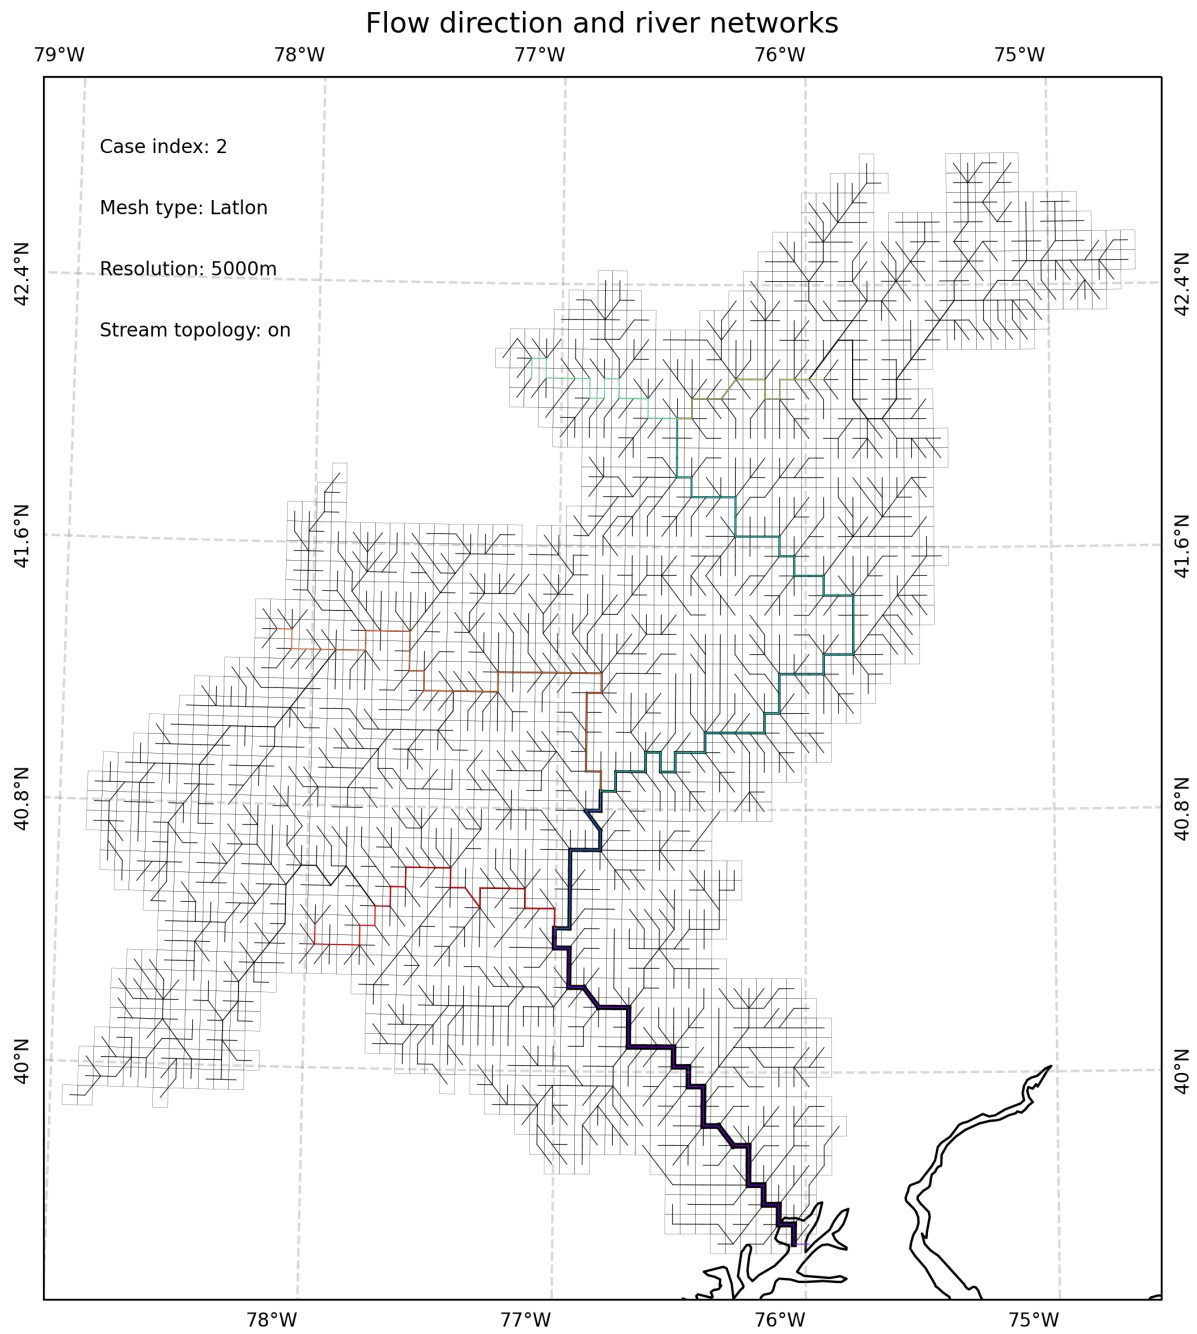 Flow direction and river networks
79°W 78°W 77°W 76°W 75°W
Case index: 2
Mesh type: Latlon
Resolution: 5000m
Stream topology: on
42.4°N 42.4°N
41.6°N 41.6°N
40.8°N 40.8°N
40°N 40°N
78°W 77°W 76°W 75°W